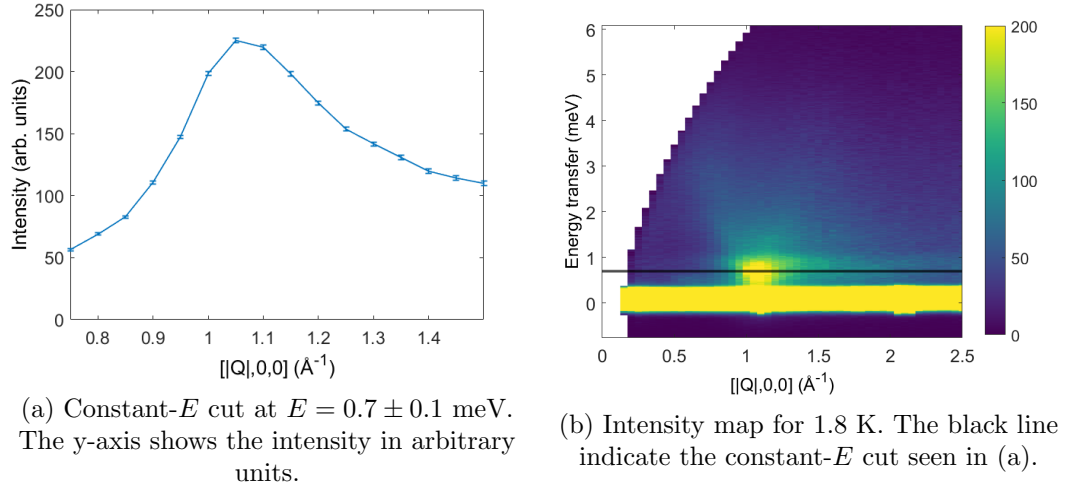 250
200
150
100
50
0
Intensity (arb. units)
0.8 0.9 1 1.1 1.2 1.3 1.4
[|Q|,0,0] (Å⁻¹)
(a) Constant-E cut at E = 0.7 ± 0.1 meV.
The y-axis shows the intensity in arbitrary
units.
6
5
4
3
2
1
0
Energy transfer (meV)
0 0.5 1 1.5 2 2.5
[|Q|,0,0] (Å⁻¹)
200
150
100
50
0
(b) Intensity map for 1.8 K. The black line
indicate the constant-E cut seen in (a).